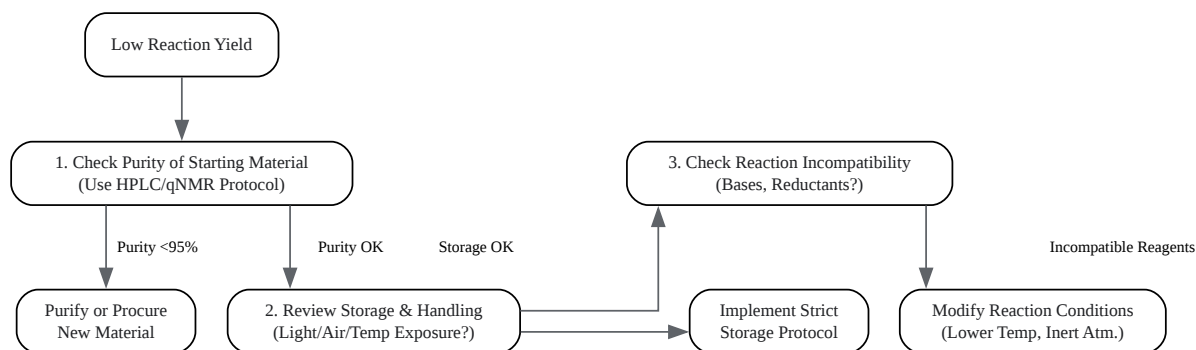 Low Reaction Yield
1. Check Purity of Starting Material
(Use HPLC/qNMR Protocol)
3. Check Reaction Incompatibility
(Bases, Reductants?)
Purity <95%
Purity OK
Storage OK
Incompatible Reagents
Purify or Procure
New Material
2. Review Storage & Handling
(Light/Air/Temp Exposure?)
Implement Strict
Storage Protocol
Modify Reaction Conditions
(Lower Temp, Inert Atm.)